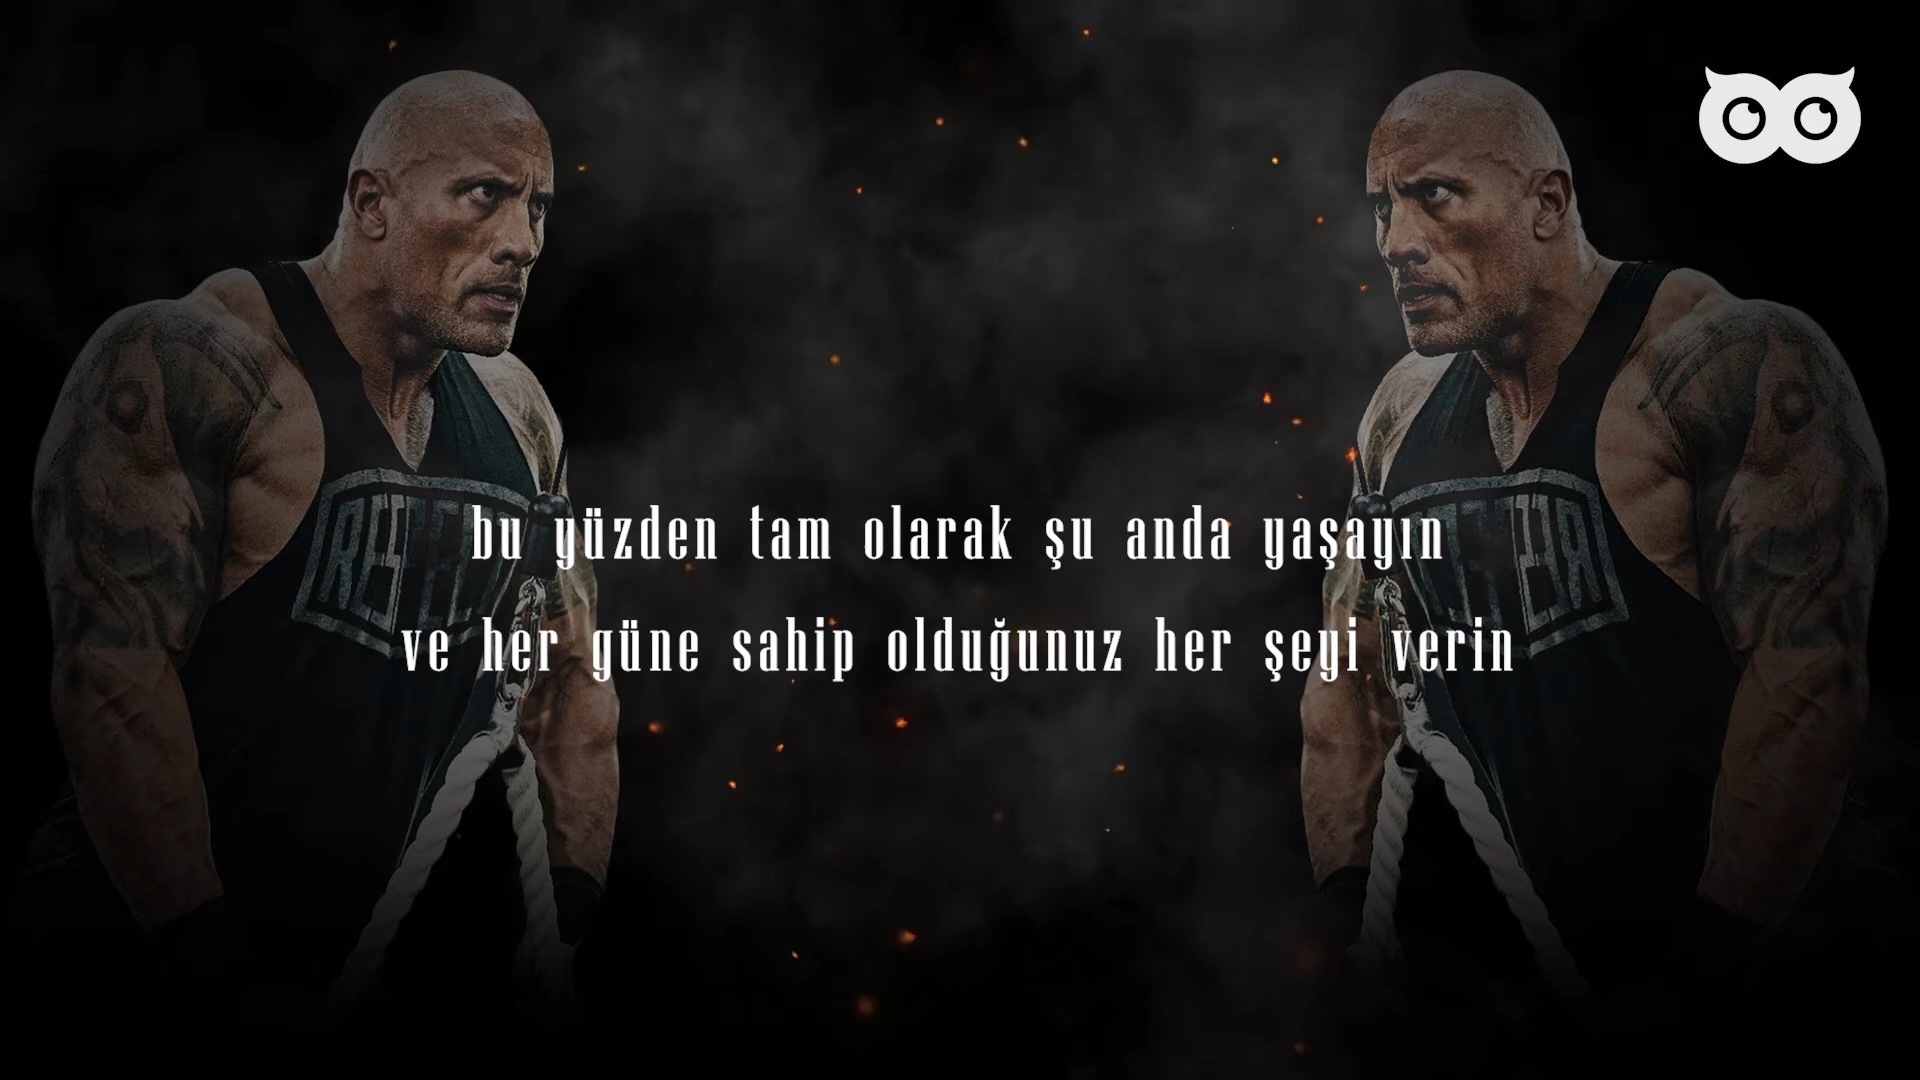 bu yüzden tam olarak şu anda yaşayın
ve her güne sahip olduğunuz her şeyi verin